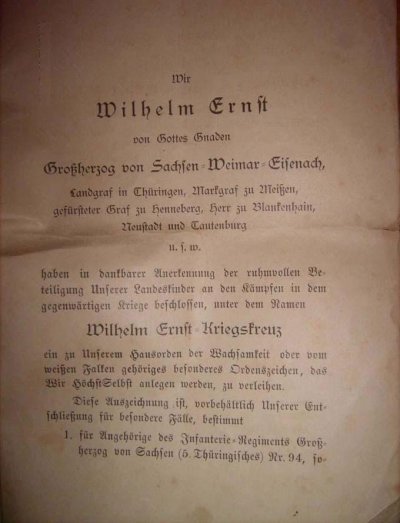 Wir
Wilhelm Ernst
von Gottes Gnaden
Großherzog von Sachsen-Weimar-Eisenach,
Landgraf in Thüringen, Markgraf zu Meißen,
gefürsteter Graf zu Henneberg, Herr zu Blankenhain,
Neustadt und Tautenburg
u. s. w.
haben in dankbarer Anerkennung der ruhmvollen Be-
teiligung Unserer Landeskinder an den Kämpfen in dem
gegenwärtigen Kriege beschlossen, unter dem Namen
Wilhelm Ernst-Kriegskreuz
ein zu Unserem Hausorden der Wachsamkeit oder vom
weißen Falken gehöriges besonderes Ordenszeichen, das
Wir HöchstSelbst anlegen werden, zu verleihen.
Diese Auszeichnung ist, vorbehältlich Unserer Ent-
schließung für besondere Fälle, bestimmt
1. für Angehörige des Infanterie-Regiments Groß-
herzog von Sachsen (5. Thüringisches) Nr. 94, so-